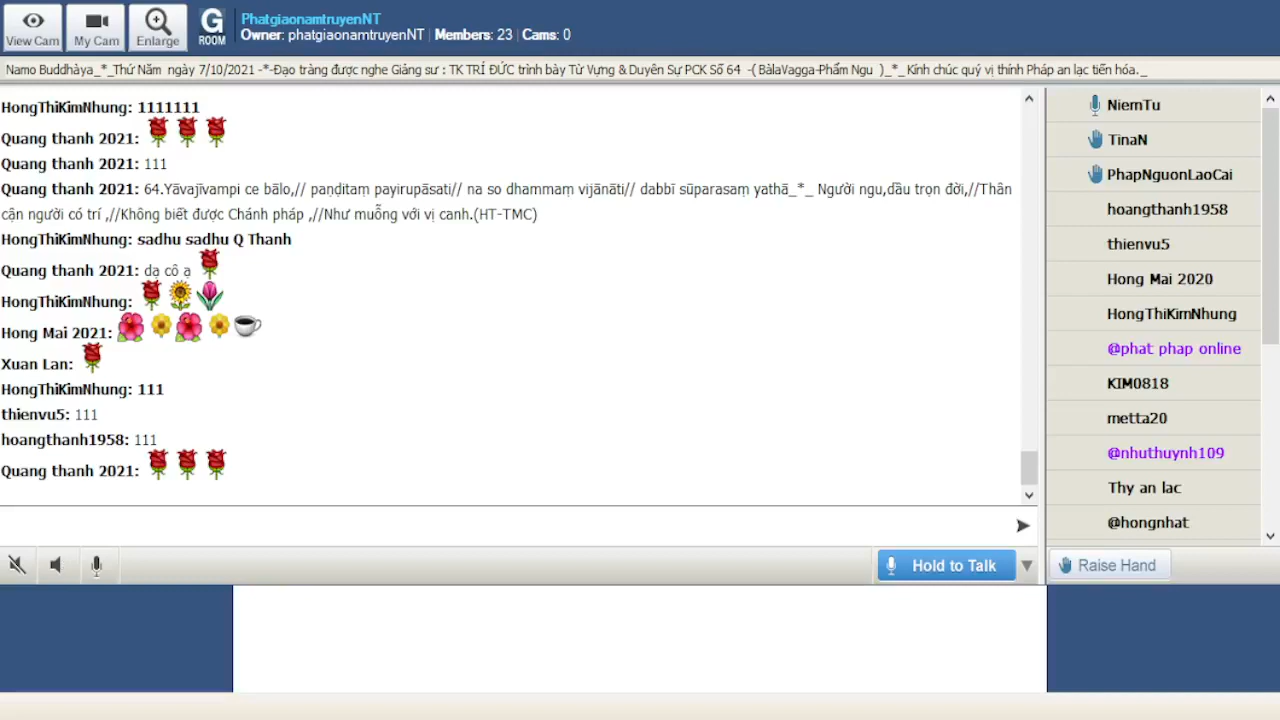 View Cam
My Cam
Enlarge
G
ROOM
PhatgiaonamtruyenNT
Owner: phatgiaonamtruyenNT | Members: 23 | Cams: 0
Namo Buddhàya_*_Thứ Năm ngày 7/10/2021 -*-Đạo tràng được nghe Giảng sư : TK TRÍ ĐỨC trình bày Từ Vựng & Duyên Sự PCK Số 64 -( BàlaVagga-Phẩm Ngu )_*_ Kính chúc quý vị thính Pháp an lạc tiến hóa._
HongThiKimNhung: 1111111
Quang thanh 2021:
Quang thanh 2021: 111
Quang thanh 2021: 64.Yāvajīvampi ce bālo,// paṇḍitaṃ payirupāsati// na so dhammaṃ vijānāti// dabbī sūparasaṃ yathā_*_ Người ngu,dầu trọn đời,//Thân
cận người có trí ,//Không biết được Chánh pháp ,//Như muỗng với vị canh.(HT-TMC)
HongThiKimNhung: sadhu sadhu Q Thanh
Quang thanh 2021: dạ cô ạ
HongThiKimNhung:
Hong Mai 2021:
Xuan Lan:
HongThiKimNhung: 111
thienvu5: 111
hoangthanh1958: 111
Quang thanh 2021:
NiemTu
TinaN
PhapNguonLaoCai
hoangthanh1958
thienvu5
Hong Mai 2020
HongThiKimNhung
@phat phap online
KIM0818
metta20
@nhuthuynh109
Thy an lac
@hongnhat
Hold to Talk
Raise Hand